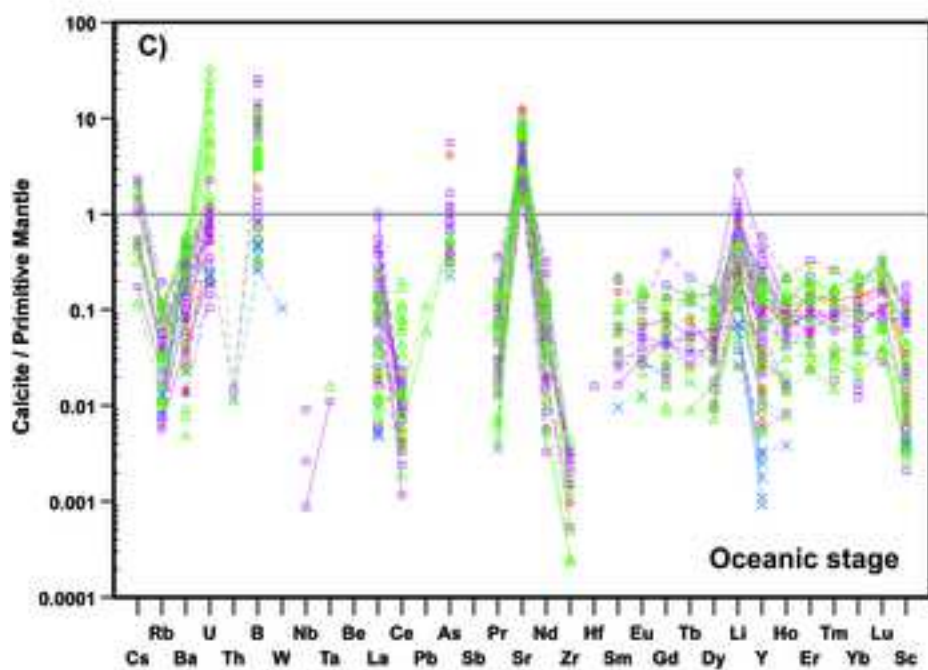 C)
100
10
1
0.1
0.01
0.001
0.0001
Calcite / Primitive Mantle
Oceanic stage
Rb U B Nb Be Ce As Pr Nd Hf Eu Tb Li Ho Tm Lu
Cs Ba Th W Ta La Pb Sb Sr Zr Sm Gd Dy Y Er Yb Sc